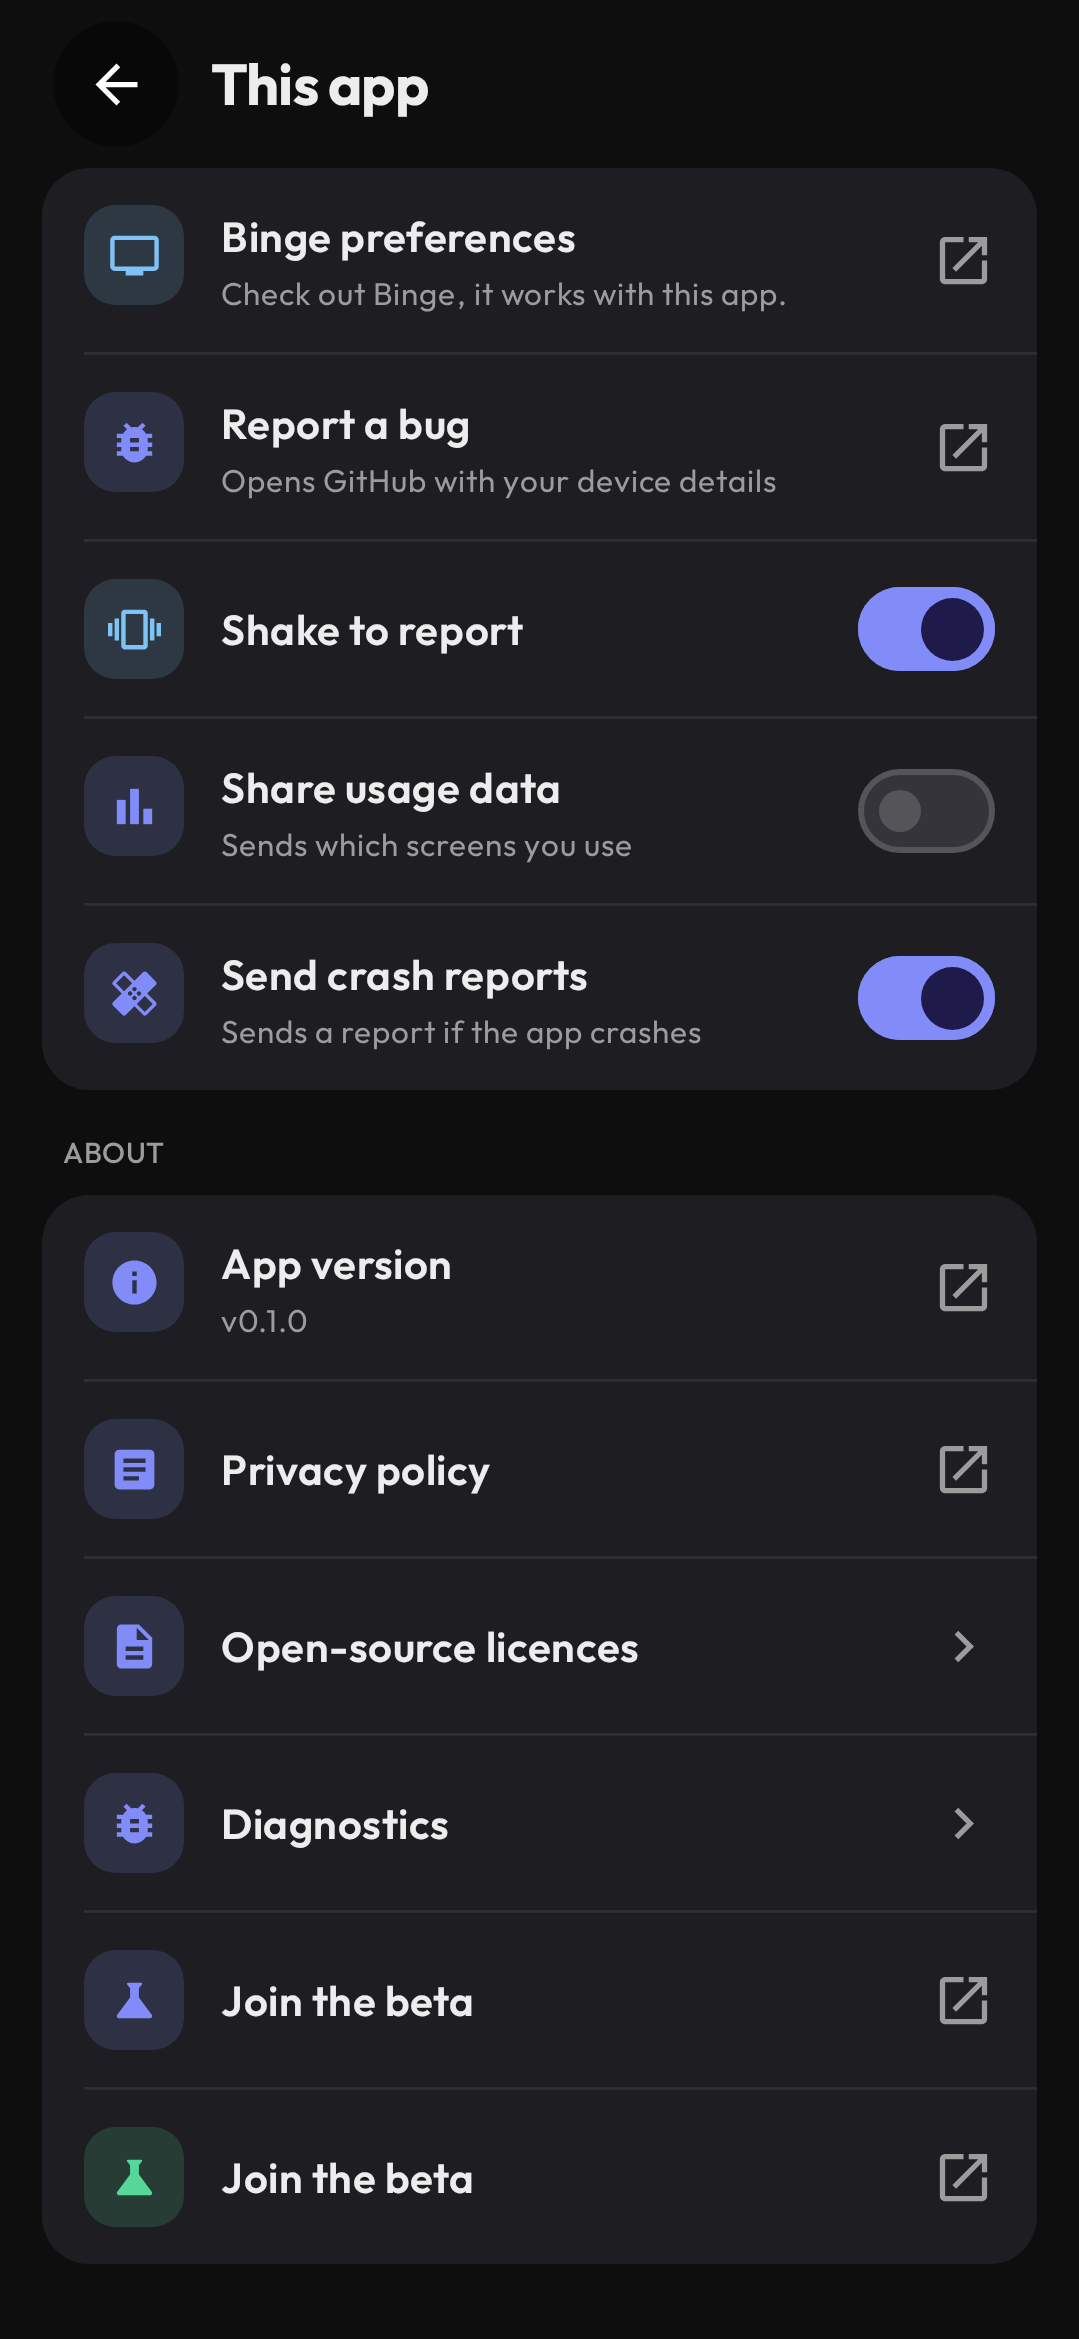 This app
Binge preferences
Check out Binge, it works with this app.
Report a bug
Opens GitHub with your device details
Shake to report
Share usage data
Sends which screens you use
Send crash reports
Sends a report if the app crashes
ABOUT
App version
v0.1.0
Privacy policy
Open-source licences
Diagnostics
Join the beta
Join the beta